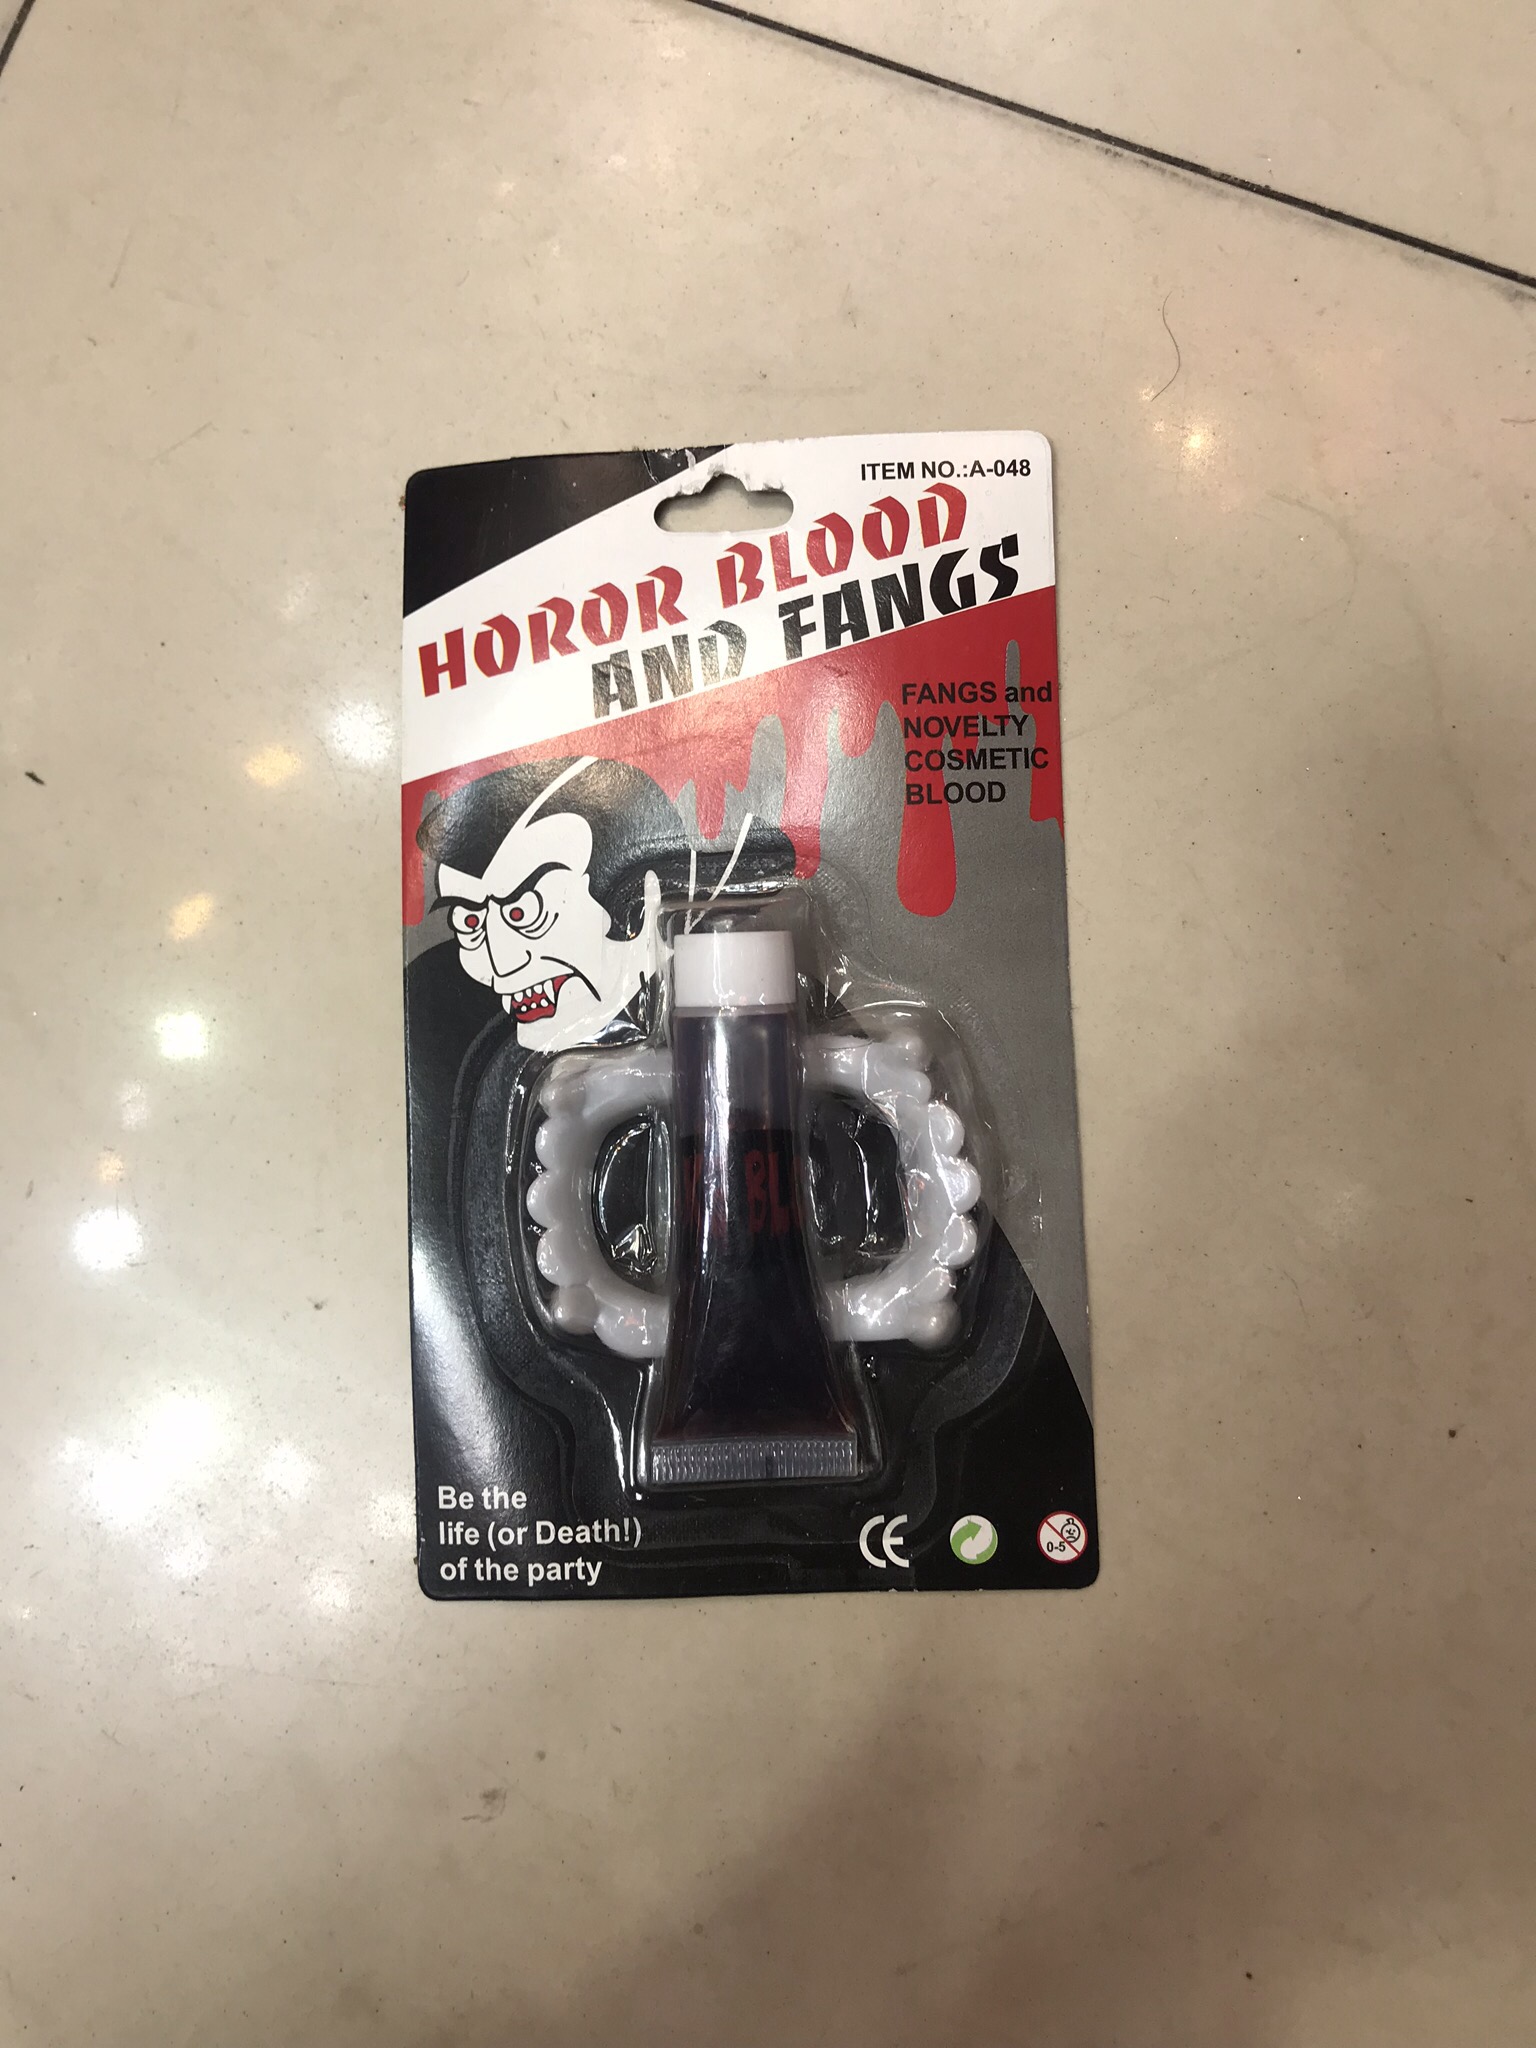 ITEM NO.:A-048
HOROR BLOOD
AND FANGS
FANGS and
NOVELTY
COSMETIC
BLOOD
Be the
life (or Death!)
of the party
CE
0-5